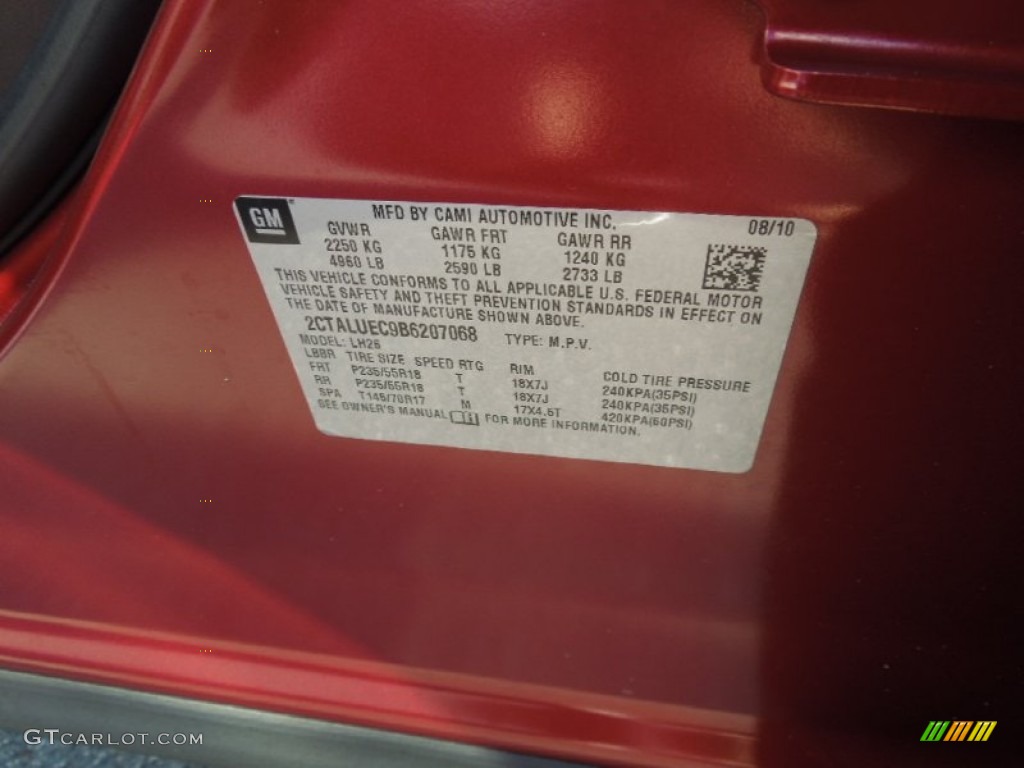 GM
MFD BY CAMI AUTOMOTIVE INC. 08/10
GVWR GAWR FRT GAWR RR
2250 KG 1175 KG 1240 KG
4960 LB 2590 LB 2733 LB
THIS VEHICLE CONFORMS TO ALL APPLICABLE U.S. FEDERAL MOTOR
VEHICLE SAFETY AND THEFT PREVENTION STANDARDS IN EFFECT ON
THE DATE OF MANUFACTURE SHOWN ABOVE.
2CTALUEC9B6207068 TYPE: M.P.V.
MODEL: LH26
LBBR TIRE SIZE SPEED RTG RIM COLD TIRE PRESSURE
FRT P235/55R18 T 18X7J 240KPA(35PSI)
RR P235/55R18 T 18X7J 240KPA(35PSI)
SPA T145/70R17 M 17X4.5T 420KPA(60PSI)
SEE OWNER'S MANUAL FOR MORE INFORMATION.
GTCARLOT.COM